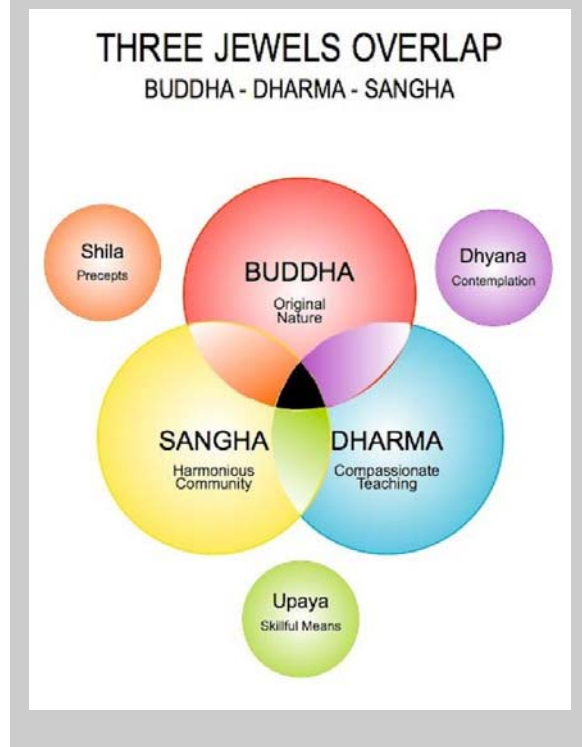 THREE JEWELS OVERLAP
BUDDHA - DHARMA - SANGHA
Shila
Precepts
Dhyana
Contemplation
BUDDHA
Original
Nature
SANGHA
Harmonious
Community
DHARMA
Compassionate
Teaching
Upaya
Skillful Means